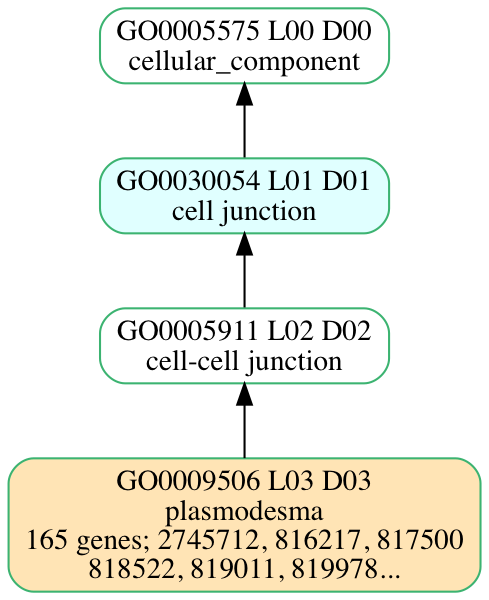 GO0005575 L00 D00
cellular_component
GO0030054 L01 D01
cell junction
GO0005911 L02 D02
cell-cell junction
GO0009506 L03 D03
plasmodesma
165 genes; 2745712, 816217, 817500
818522, 819011, 819978...